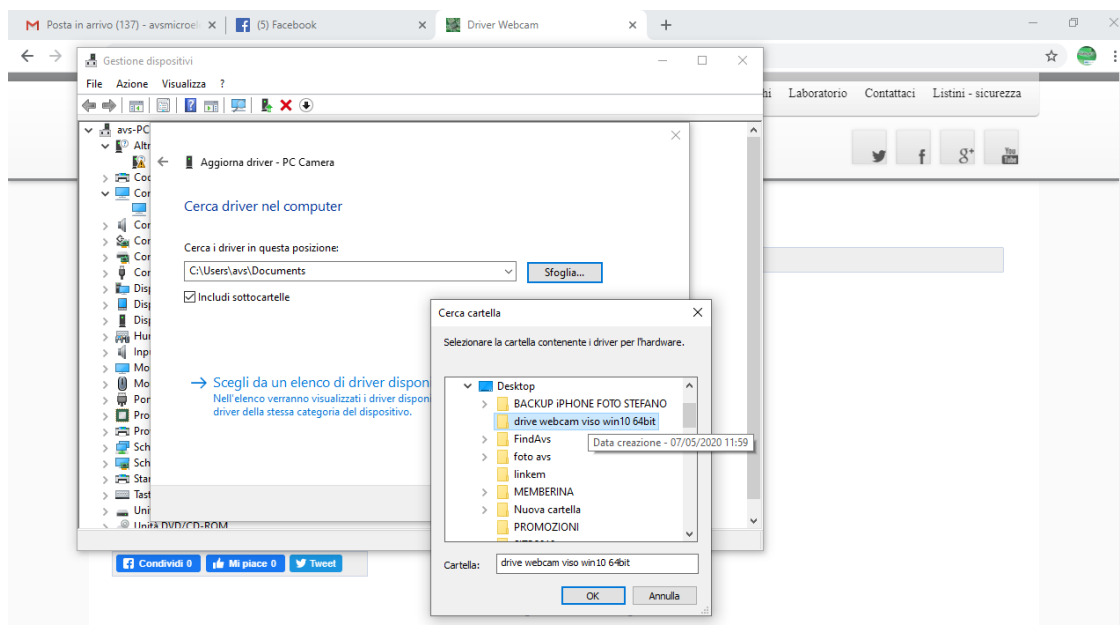 Posta in arrivo (137) - avsmicroel
(5) Facebook
Driver Webcam
Gestione dispositivi
File Azione Visualizza ?
hi Laboratorio Contattaci Listini - sicurezza
avs-PC
Altr
Aggiorna driver - PC Camera
Cod
Cor
Cerca driver nel computer
Cor
Cor
Cerca i driver in questa posizione:
Cor
Cor
C:\Users\avs\Documents
Sfoglia...
Disp
Includi sottocartelle
Disp
Disp
Cerca cartella
Hum
Selezionare la cartella contenente i driver per l'hardware.
Inpu
Mo
Mo
Scegli da un elenco di driver dispon
Nell'elenco verranno visualizzati i driver disponi
driver della stessa categoria del dispositivo.
Desktop
BACKUP iPHONE FOTO STEFANO
drive webcam viso win10 64bit
Data creazione - 07/05/2020 11:59
FindAvs
foto avs
linkem
MEMBERINA
Nuova cartella
PROMOZIONI
Por
Pro
Pro
Sch
Sch
Star
Tast
Uni
Unità DVD/CD-ROM
Condividi 0
Mi piace 0
Tweet
Cartella:
drive webcam viso win10 64bit
OK
Annulla
You
Tube